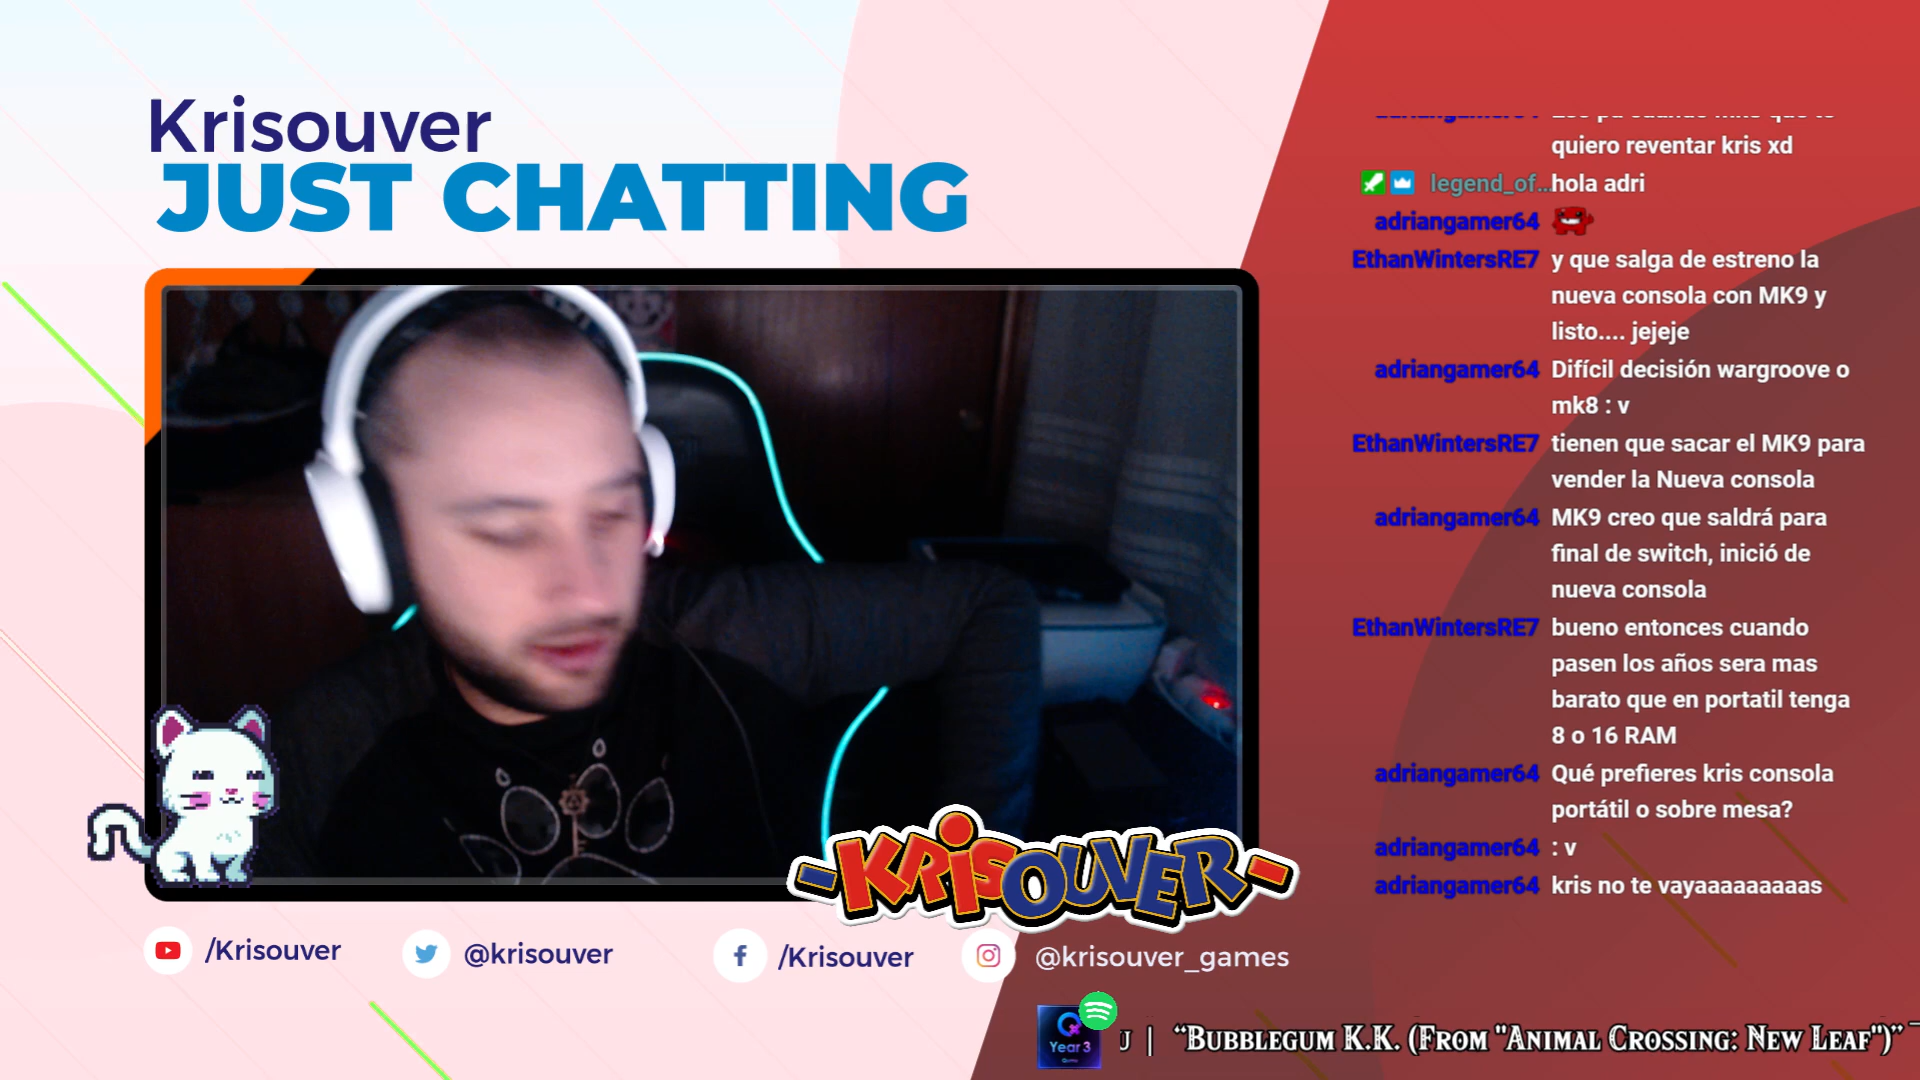 Krisouver
JUST CHATTING
quiero reventar kris xd
legend_of... hola adri
adriangamer64
EthanWintersRE7 y que salga de estreno la
nueva consola con MK9 y
listo.... jejeje
adriangamer64 Difícil decisión wargroove o
mk8 : v
EthanWintersRE7 tienen que sacar el MK9 para
vender la Nueva consola
adriangamer64 MK9 creo que saldrá para
final de switch, inició de
nueva consola
EthanWintersRE7 bueno entonces cuando
pasen los años sera mas
barato que en portatil tenga
8 o 16 RAM
adriangamer64 Qué prefieres kris consola
portátil o sobre mesa?
adriangamer64 : v
adriangamer64 kris no te vayaaaaaaaaas
-KRISOUVER-
/Krisouver
@krisouver
/Krisouver
@krisouver_games
Year 3
| “Bubblegum K.K. (From "Animal Crossing: New Leaf")”